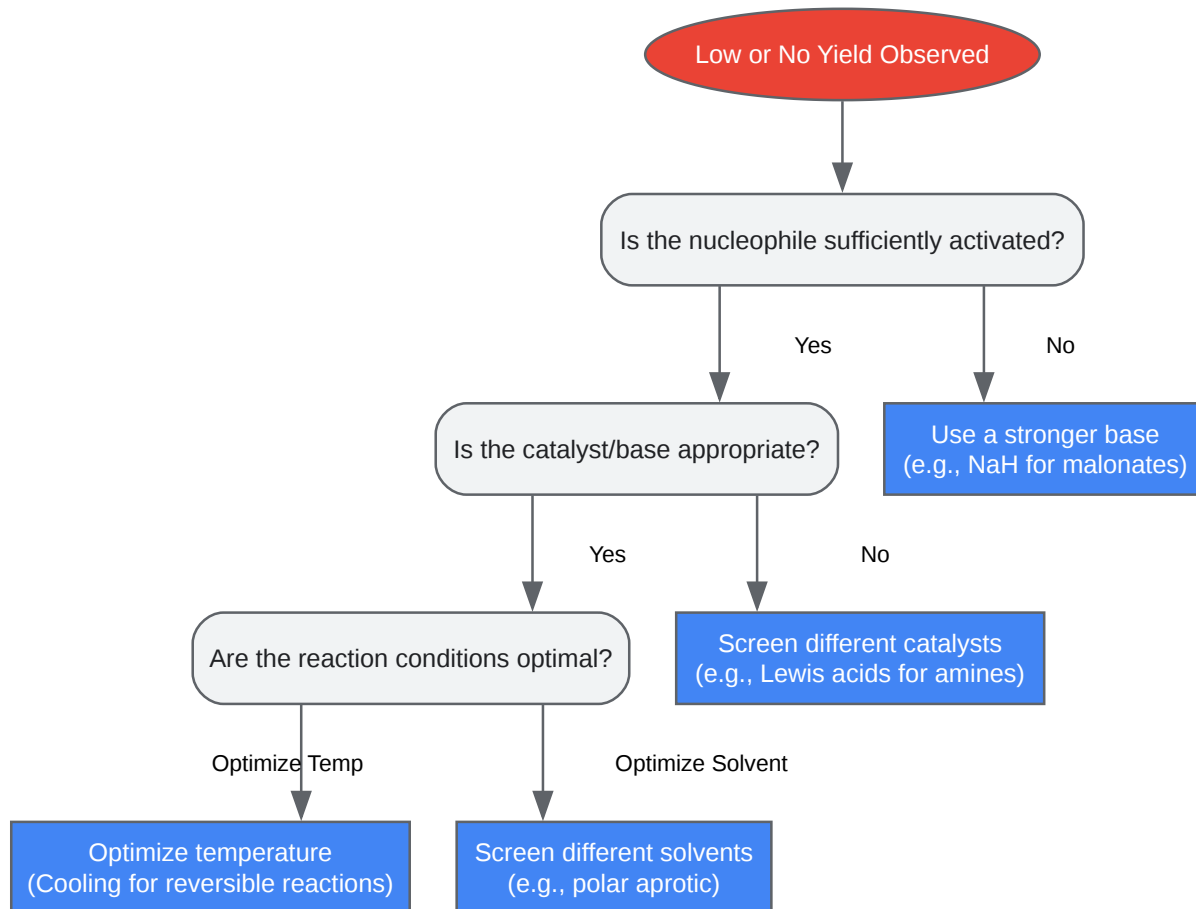 Low or No Yield Observed
Is the nucleophile sufficiently activated?
Yes
No
Is the catalyst/base appropriate?
Use a stronger base
(e.g., NaH for malonates)
Yes
No
Are the reaction conditions optimal?
Screen different catalysts
(e.g., Lewis acids for amines)
Optimize Temp
Optimize Solvent
Optimize temperature
(Cooling for reversible reactions)
Screen different solvents
(e.g., polar aprotic)